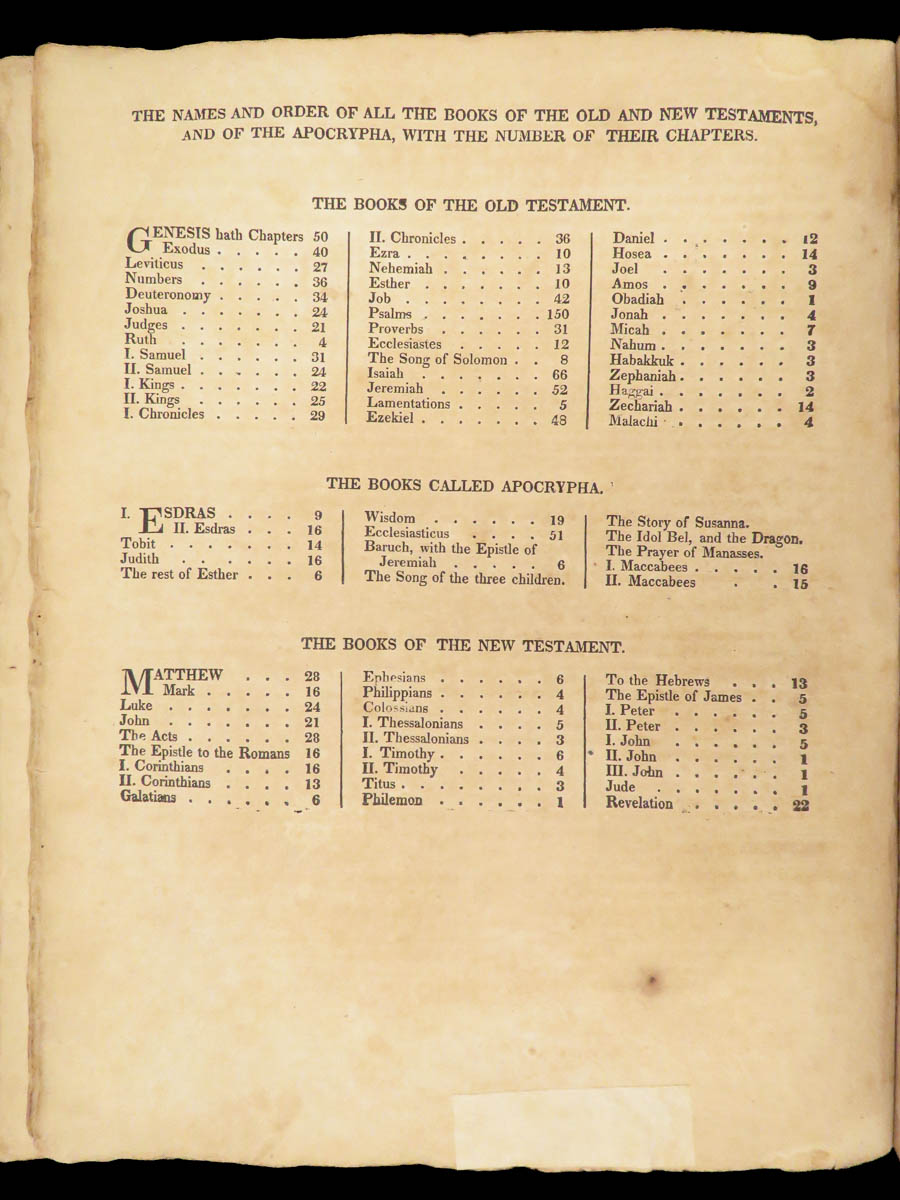 THE NAMES AND ORDER OF ALL THE BOOKS OF THE OLD AND NEW TESTAMENTS,
AND OF THE APOCRYPHA, WITH THE NUMBER OF THEIR CHAPTERS.
THE BOOKS OF THE OLD TESTAMENT.
GENESIS hath Chapters 50
Exodus . . . . . 40
Leviticus . . . . . . 27
Numbers . . . . . . 36
Deuteronomy . . . . . 34
Joshua . . . . . . . 24
Judges . . . . . . . 21
Ruth . . . . . . . 4
I. Samuel . . . . . . 31
II. Samuel . . . . . . 24
I. Kings . . . . . . . 22
II. Kings . . . . . . 25
I. Chronicles . . . . . 29
II. Chronicles . . . . . 36
Ezra . . . . . . . . 10
Nehemiah . . . . . . 13
Esther . . . . . . . 10
Job . . . . . . . . 42
Psalms . . . . . . . 150
Proverbs . . . . . . 31
Ecclesiastes . . . . . 12
The Song of Solomon . . 8
Isaiah . . . . . . . 66
Jeremiah . . . . . . 52
Lamentations . . . . . 5
Ezekiel . . . . . . . 48
Daniel . . . . . . . . 12
Hosea . . . . . . . 14
Joel . . . . . . . 3
Amos . . . . . . . 9
Obadiah . . . . . . 1
Jonah . . . . . . . 4
Micah . . . . . . . 7
Nahum . . . . . . . 3
Habakkuk . . . . . . 3
Zephaniah . . . . . . 3
Haggai . . . . . . . 2
Zechariah . . . . . . 14
Malachi . . . . . . 4
THE BOOKS CALLED APOCRYPHA.
I. ESDRAS . . . . 9
II. Esdras . . . 16
Tobit . . . . . . . 14
Judith . . . . . . 16
The rest of Esther . . . 6
Wisdom . . . . . . 19
Ecclesiasticus . . . . 51
Baruch, with the Epistle of
Jeremiah . . . . . 6
The Song of the three children.
The Story of Susanna.
The Idol Bel, and the Dragon.
The Prayer of Manasses.
I. Maccabees . . . . . 16
II. Maccabees . . 15
THE BOOKS OF THE NEW TESTAMENT.
MATTHEW . . . 28
Mark . . . . . 16
Luke . . . . . . . 24
John . . . . . . . 21
The Acts . . . . . . 28
The Epistle to the Romans 16
I. Corinthians . . . . 16
II. Corinthians . . . . 13
Galatians . . . . . . 6
Ephesians . . . . . . 6
Philippians . . . . . . 4
Colossians . . . . . . 4
I. Thessalonians . . . . 5
II. Thessalonians . . . . 3
I. Timothy . . . . . . 6
II. Timothy . . . . . 4
Titus . . . . . . . . 3
Philemon . . . . . . 1
To the Hebrews . . . 13
The Epistle of James . . 5
I. Peter . . . . . . 5
II. Peter . . . . . . 3
I. John . . . . . . 5
II. John . . . . . . 1
III. John . . . . . . 1
Jude . . . . . . . 1
Revelation . . . . . 22